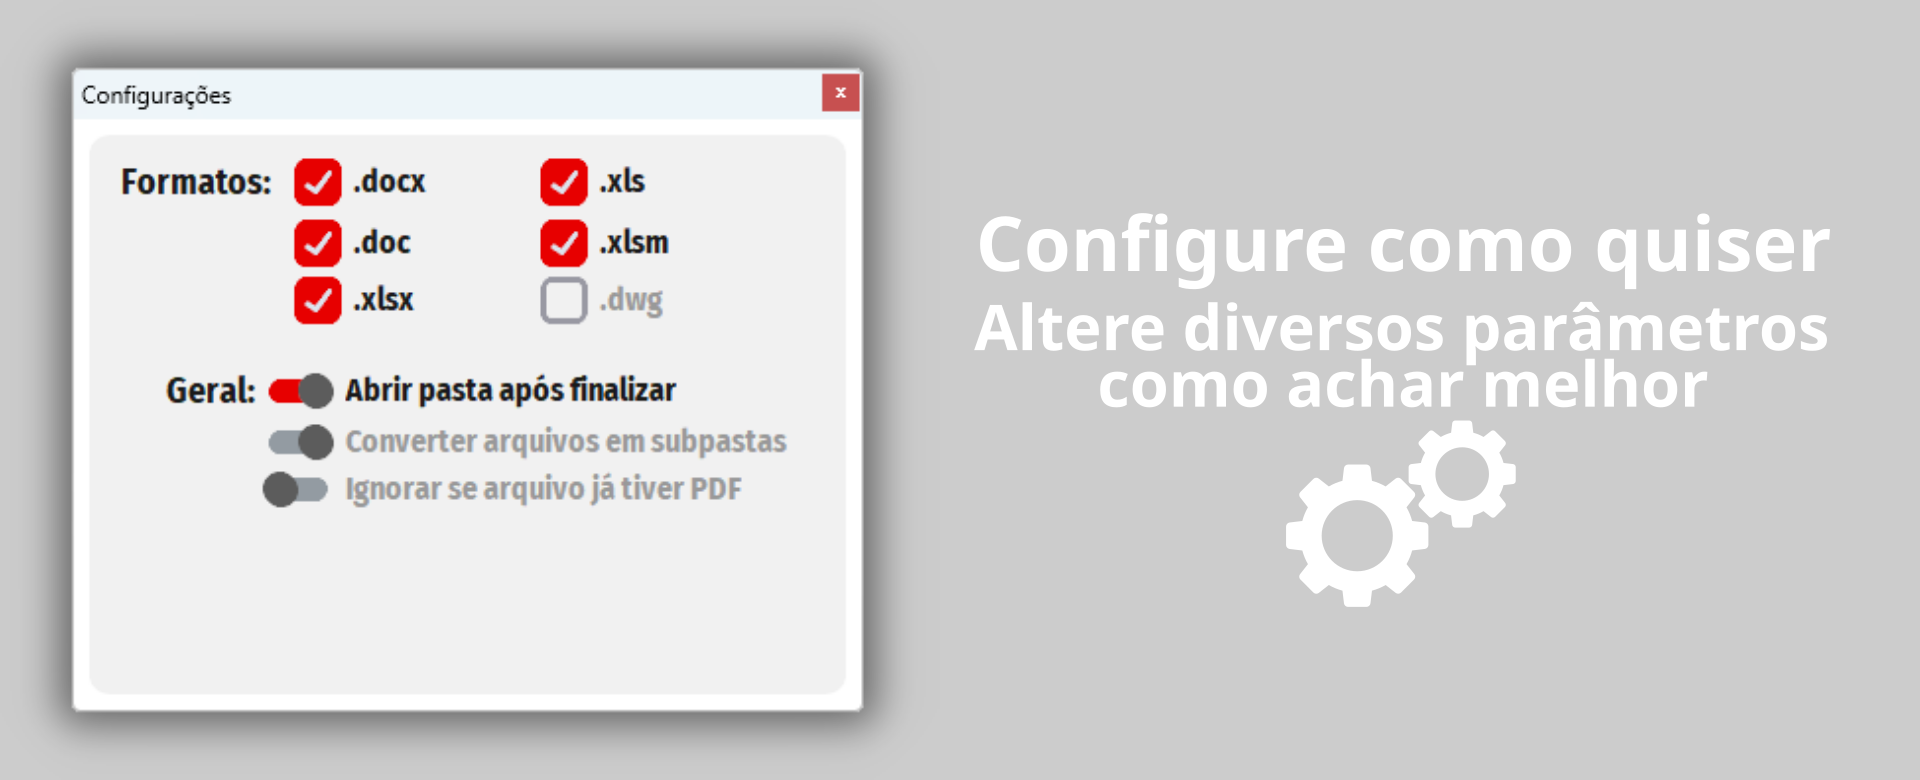 Configurações
x
Formatos: .docx .xls
.doc .xlsm
.xlsx .dwg
Geral: Abrir pasta após finalizar
Converter arquivos em subpastas
Ignorar se arquivo já tiver PDF
Configure como quiser
Altere diversos parâmetros
como achar melhor